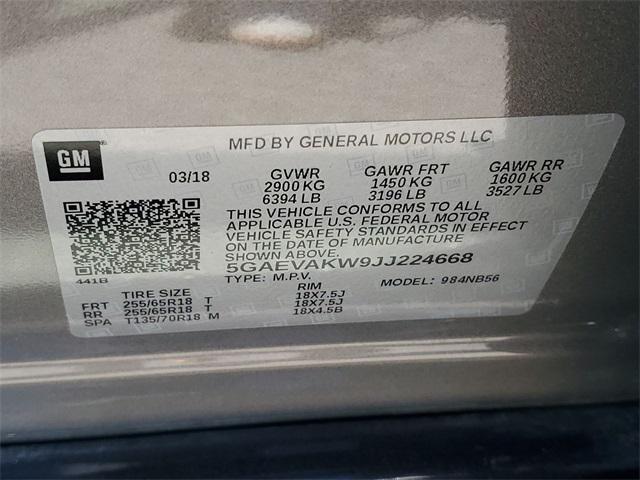 GM
MFD BY GENERAL MOTORS LLC
03/18 GVWR GAWR FRT GAWR RR
2900 KG 1450 KG 1600 KG
6394 LB 3196 LB 3527 LB
THIS VEHICLE CONFORMS TO ALL
APPLICABLE U.S. FEDERAL MOTOR
VEHICLE SAFETY STANDARDS IN EFFECT
ON THE DATE OF MANUFACTURE
SHOWN ABOVE.
5GAEVAKW9JJ224668
441B
TYPE: M.P.V. MODEL: 984NB56
TIRE SIZE RIM
FRT 255/65R18 T 18X7.5J
RR 255/65R18 T 18X7.5J
SPA T135/70R18 M 18X4.5B